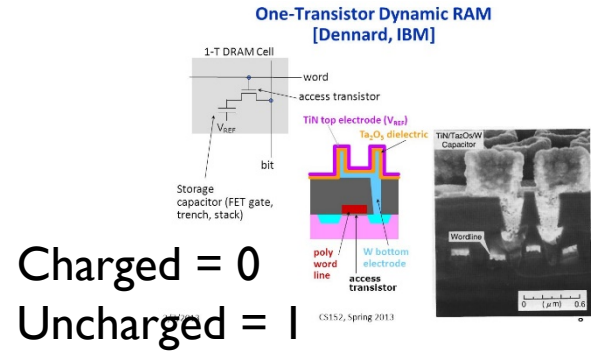 One-Transistor Dynamic RAM
[Dennard, IBM]
1-T DRAM Cell
word
access transistor
VREF
bit
Storage
capacitor (FET gate,
trench, stack)
TiN top electrode (VREF)
Ta2O5 dielectric
poly
word
line
access
transistor
W bottom
electrode
TiN/Ta2O5/W
Capacitor
Wordline
0 (μm) 0.6
Charged = 0
Uncharged = 1
CS152, Spring 2013